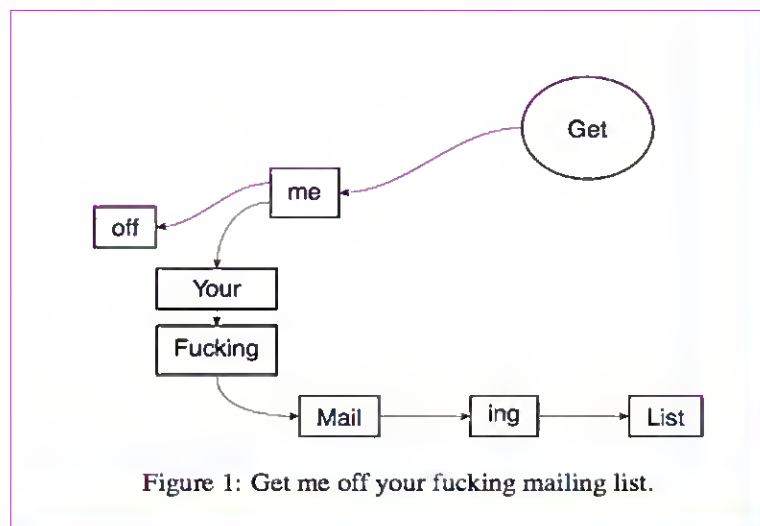 Get
me
off
Your
Fucking
Mail ing List
Figure 1: Get me off your fucking mailing list.